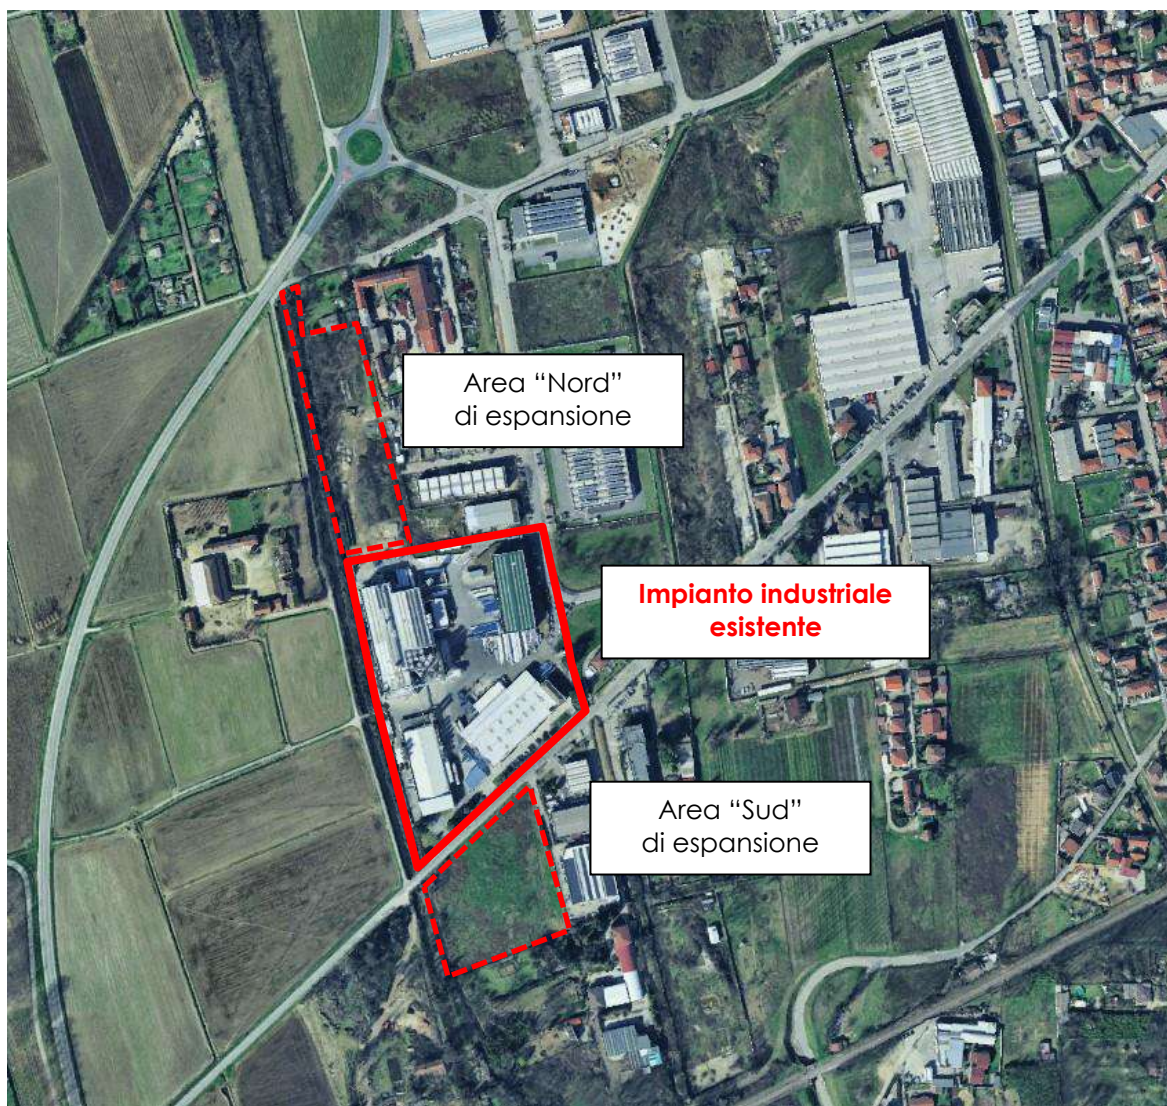 Area “Nord”
di espansione
Impianto industriale
esistente
Area “Sud”
di espansione